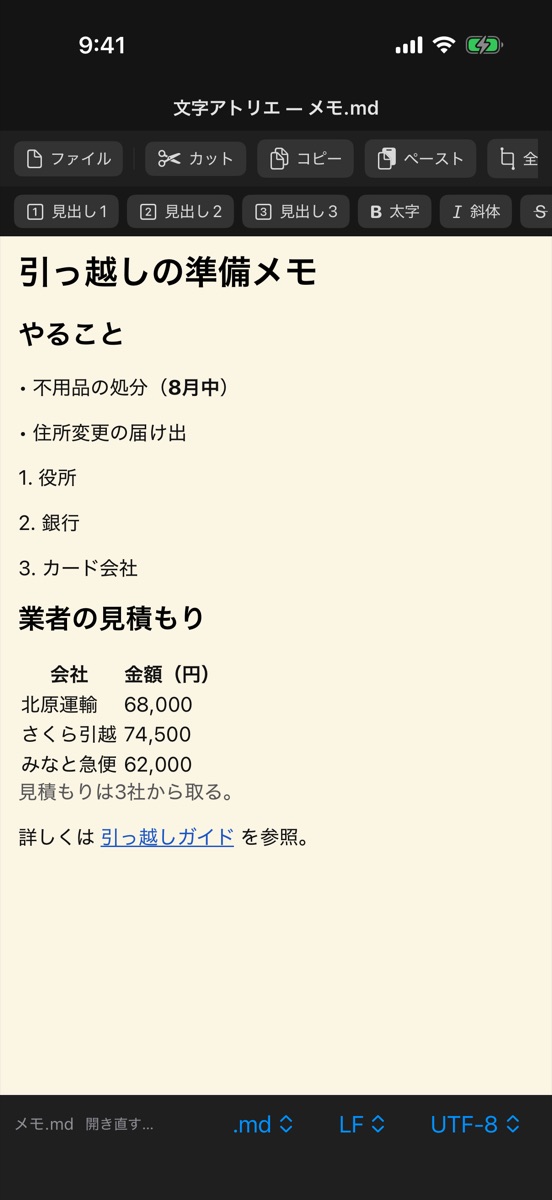 9:41
文字アトリエ — メモ.md
ファイル カット コピー ペースト 全
見出し1 見出し2 見出し3 B 太字 I 斜体 S
引っ越しの準備メモ
やること
• 不用品の処分（8月中）
• 住所変更の届け出
1. 役所
2. 銀行
3. カード会社
業者の見積もり
会社 金額（円）
北原運輸 68,000
さくら引越 74,500
みなと急便 62,000
見積もりは3社から取る。
詳しくは 引っ越しガイド を参照。
メモ.md 開き直す... .md LF UTF-8